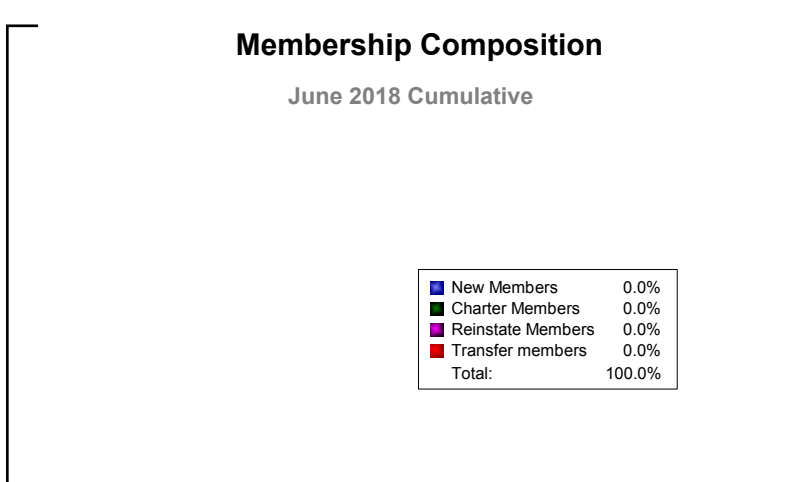 Membership Composition
June 2018 Cumulative
New Members 0.0%
Charter Members 0.0%
Reinstate Members 0.0%
Transfer members 0.0%
Total: 100.0%